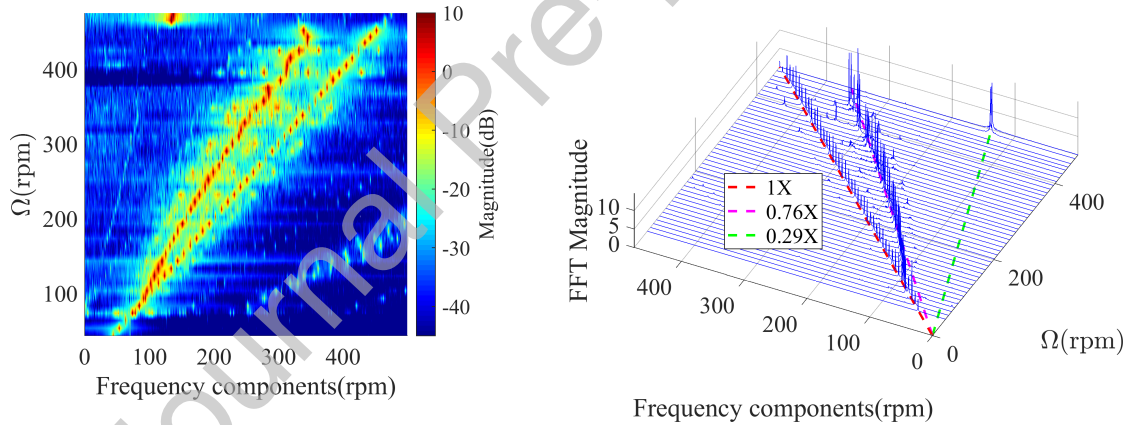 10
0
-10
-20
-30
-40
Magnitude(dB)
400
300
200
100
Ω(rpm)
0
100
200
300
400
Frequency components(rpm)
Journal Pre-
FFT Magnitude
10
5
0
1X
0.76X
0.29X
400
300
200
100
0
0
200
400
Ω(rpm)
Frequency components(rpm)